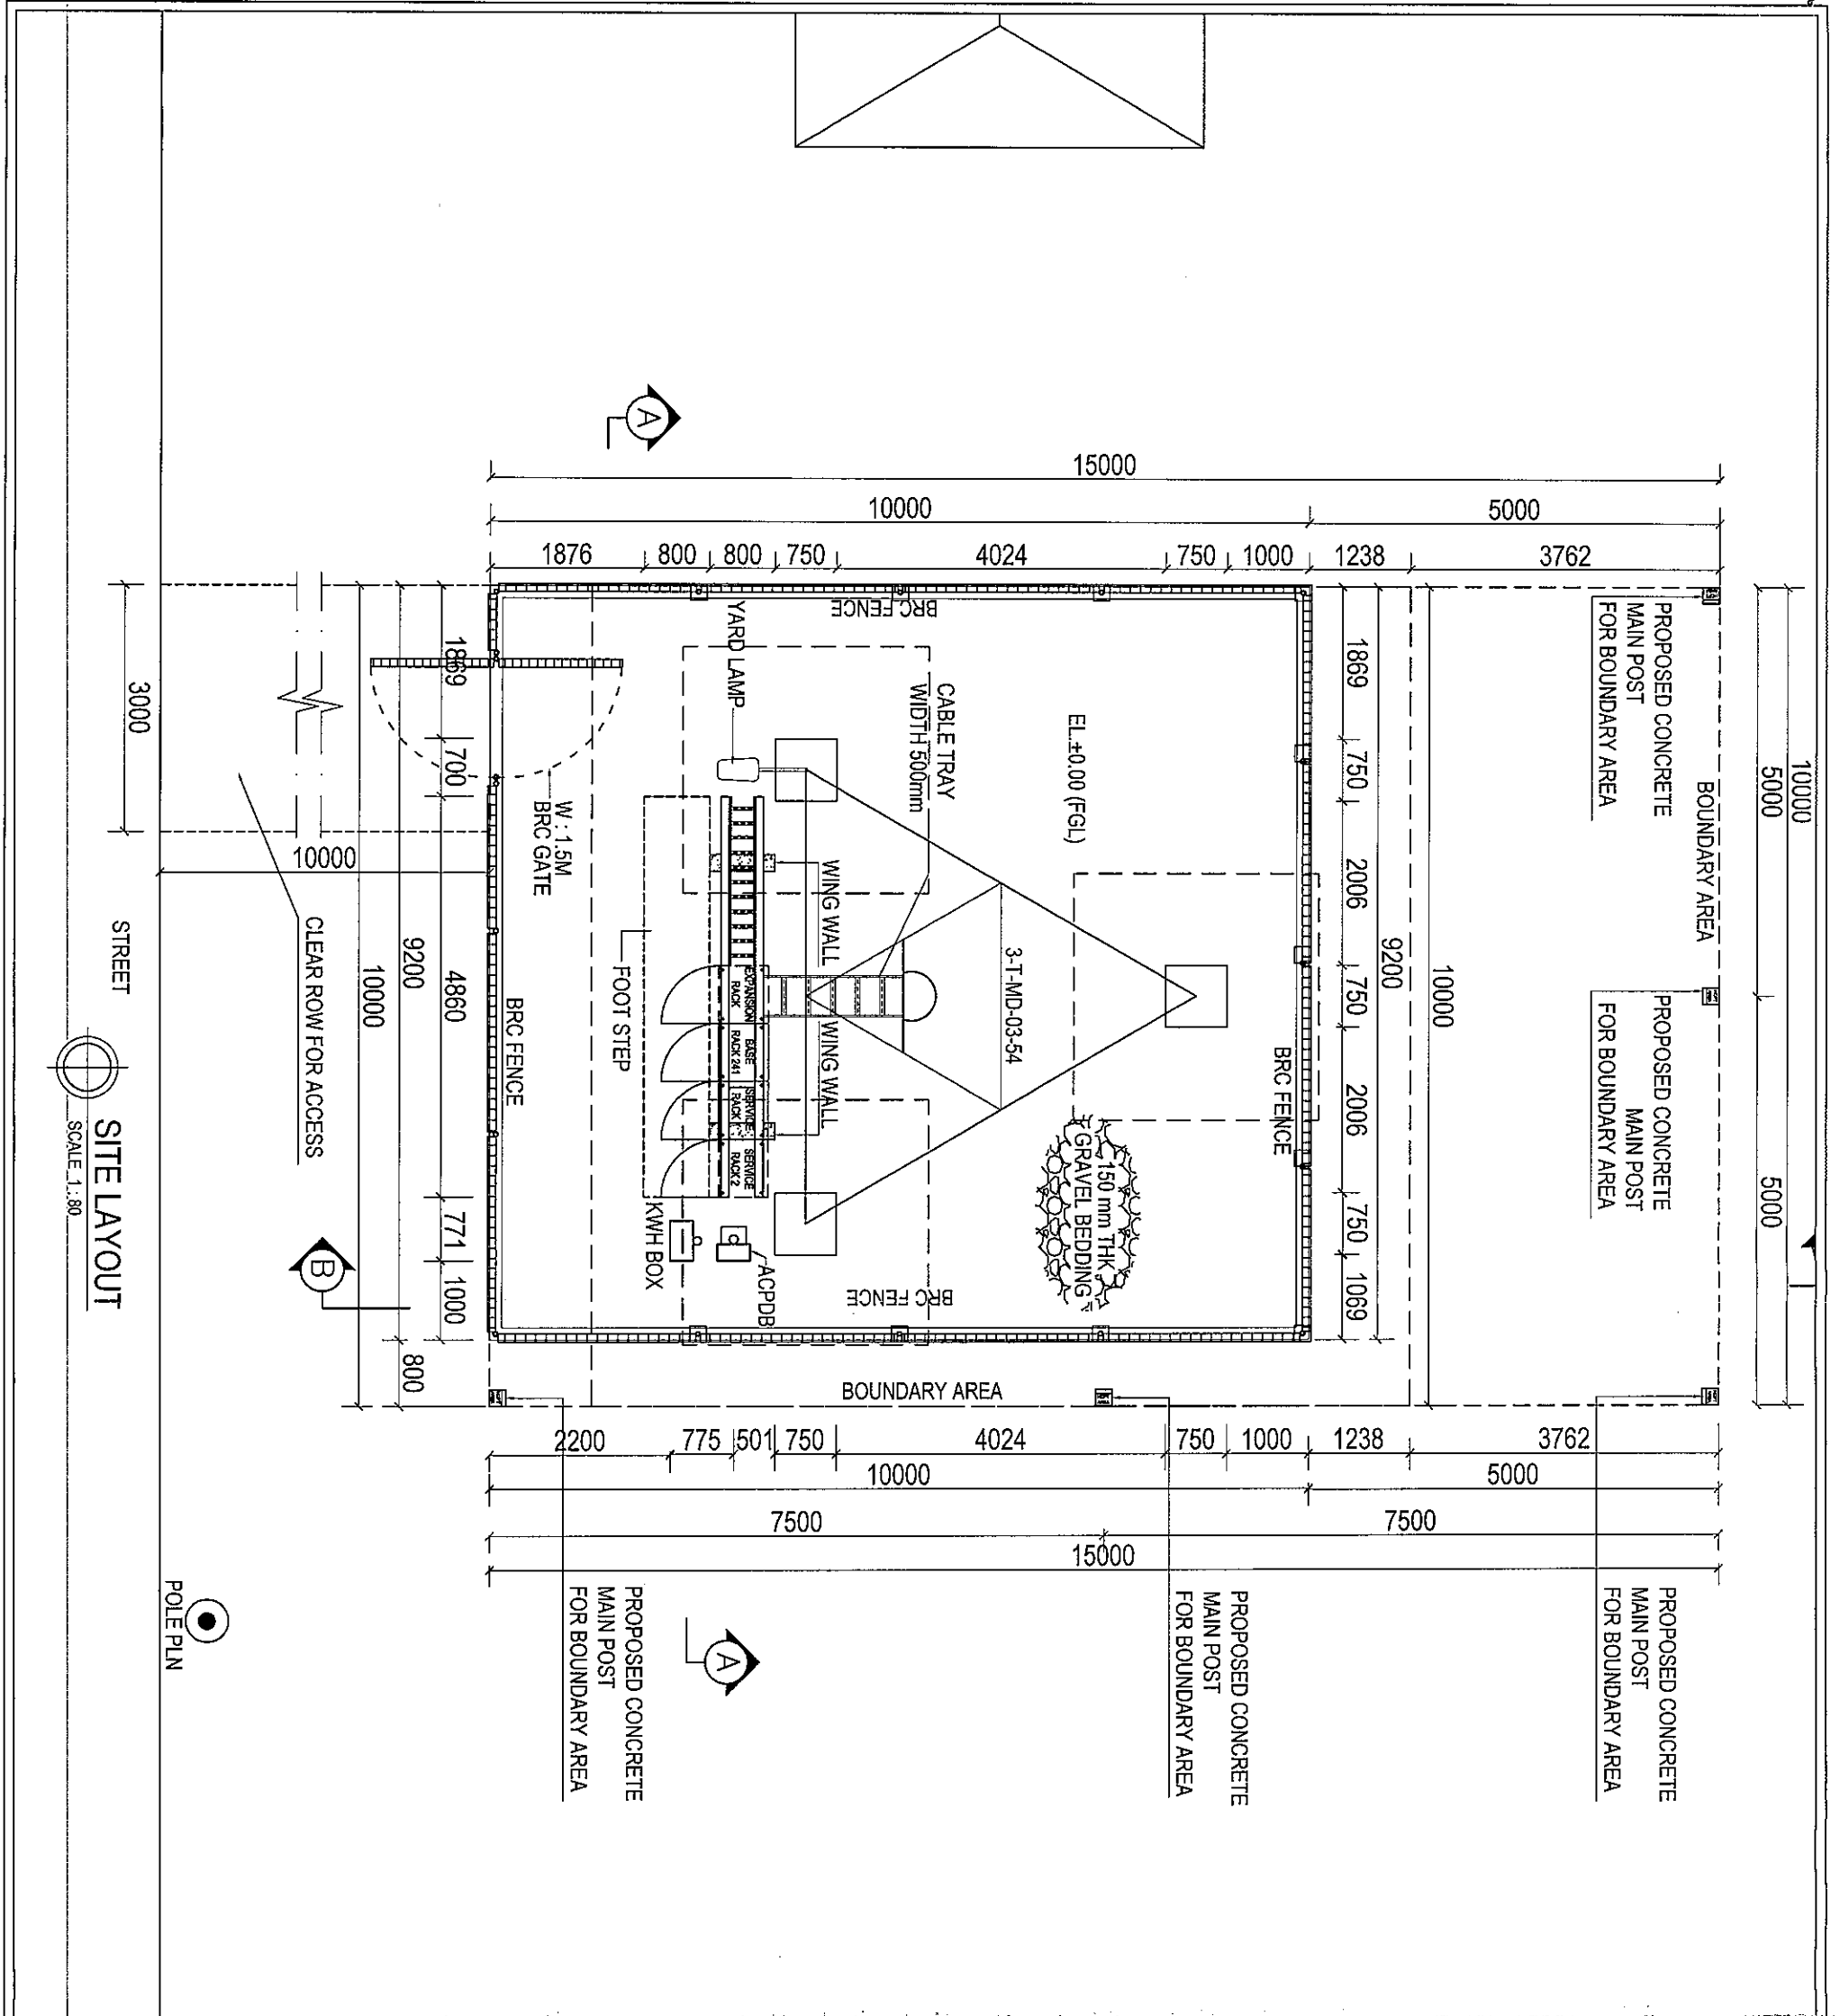 10000
5000
5000
BOUNDARY AREA
PROPOSED CONCRETE
MAIN POST
FOR BOUNDARY AREA
PROPOSED CONCRETE
MAIN POST
FOR BOUNDARY AREA
PROPOSED CONCRETE
MAIN POST
FOR BOUNDARY AREA
PROPOSED CONCRETE
MAIN POST
FOR BOUNDARY AREA
PROPOSED CONCRETE
MAIN POST
FOR BOUNDARY AREA
15000
10000
5000
1876
800
800
750
4024
750
1000
1238
3762
10000
9200
1869
750
2006
750
2006
750
1069
BRC FENCE
BRC FENCE
BRC FENCE
BRC FENCE
EL.±0.00 (FGL)
150 mm THK
GRAVEL BEDDING
3-T-MD-03-54
CABLE TRAY
WIDTH 500mm
YARD LAMP
WING WALL
WING WALL
EXPANSION
RACK
BASE
RACK 241
SERVICE
RACK 1
SERVICE
RACK 2
FOOT STEP
KWH BOX
ACPDB
C
W : 1.5M
BRC GATE
BOUNDARY AREA
2200
775
501
750
4024
750
1000
1238
3762
10000
5000
7500
7500
15000
1869
700
4860
771
1000
9200
800
10000
10000
3000
CLEAR ROW FOR ACCESS
STREET
A
A
B
POLE PLN
SITE LAYOUT
SCALE 1 : 80